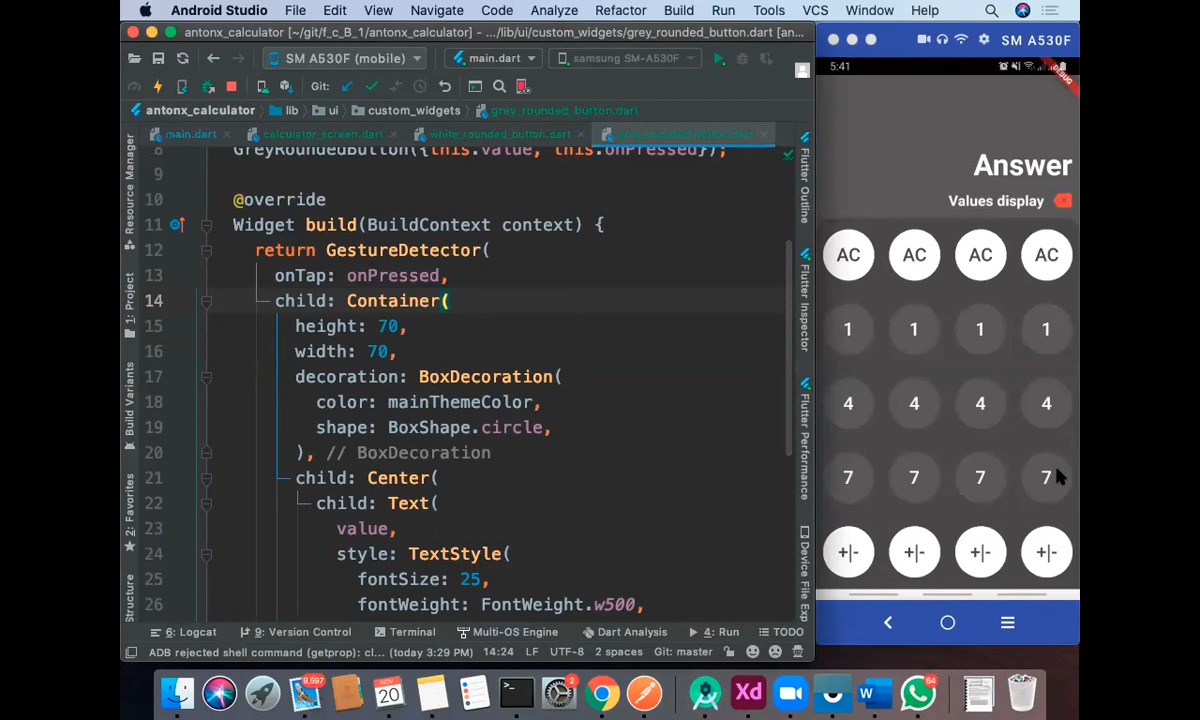 Android Studio File Edit View Navigate Code Analyze Refactor Build Run Tools VCS Window Help
antonx_calculator [~/git/f_c_B_1/antonx_calculator] – .../lib/ui/custom_widgets/grey_rounded_button.dart [an...
SM A530F
SM A530F (mobile) main.dart samsung SM-A530F
5:41
DEBUG
Git:
antonx_calculator lib ui custom_widgets grey_rounded_button.dart
main.dart calculator_screen.dart white_rounded_button.dart grey_rounded_button.dart
8 GreyRoundedButton({this.value, this.onPressed});
9
10 @override
11 Widget build(BuildContext context) {
12 return GestureDetector(
13 onTap: onPressed,
14 child: Container(
15 height: 70,
16 width: 70,
17 decoration: BoxDecoration(
18 color: mainThemeColor,
19 shape: BoxShape.circle,
20 ), // BoxDecoration
21 child: Center(
22 child: Text(
23 value,
24 style: TextStyle(
25 fontSize: 25,
26 fontWeight: FontWeight.w500,
Resource Manager
1: Project
Build Variants
2: Favorites
Structure
Flutter Outline
Flutter Inspector
Flutter Performance
Device File Exp
Answer
Values display
AC AC AC AC
1 1 1 1
4 4 4 4
7 7 7 7
+|- +|- +|- +|-
6: Logcat 9: Version Control Terminal Multi-OS Engine Dart Analysis 4: Run TODO
ADB rejected shell command (getprop): cl... (today 3:29 PM) 14:24 LF UTF-8 2 spaces Git: master
9,597
NOV
20
2
Xd
W
64